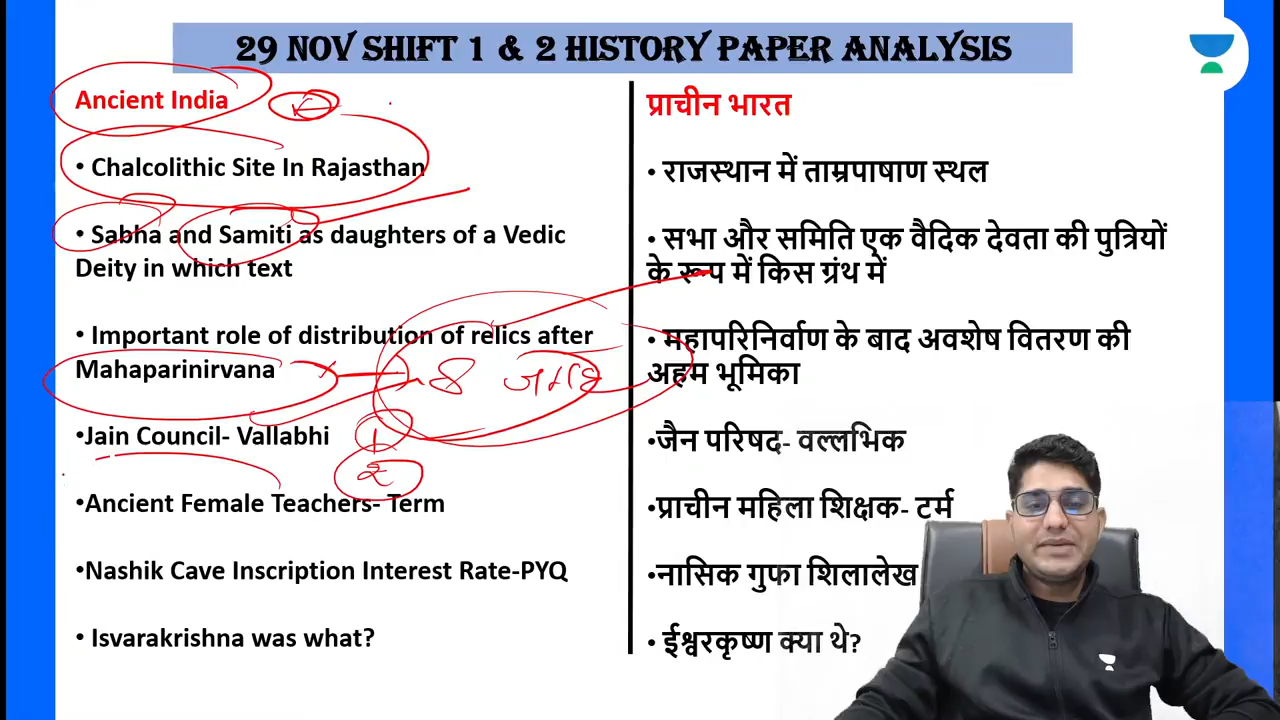 29 NOV SHIFT 1 & 2 HISTORY PAPER ANALYSIS
Ancient India
• Chalcolithic Site In Rajasthan
• Sabha and Samiti as daughters of a Vedic
Deity in which text
• Important role of distribution of relics after
Mahaparinirvana
•Jain Council- Vallabhi
•Ancient Female Teachers- Term
•Nashik Cave Inscription Interest Rate-PYQ
• Isvarakrishna was what?
8
1
2
प्राचीन भारत
• राजस्थान में ताम्रपाषाण स्थल
• सभा और समिति एक वैदिक देवता की पुत्रियों
के रूप में किस ग्रंथ में
• महापरिनिर्वाण के बाद अवशेष वितरण की
अहम भूमिका
•जैन परिषद- वल्लभिक
•प्राचीन महिला शिक्षक- टर्म
•नासिक गुफा शिलालेख
• ईश्वरकृष्ण क्या थे?